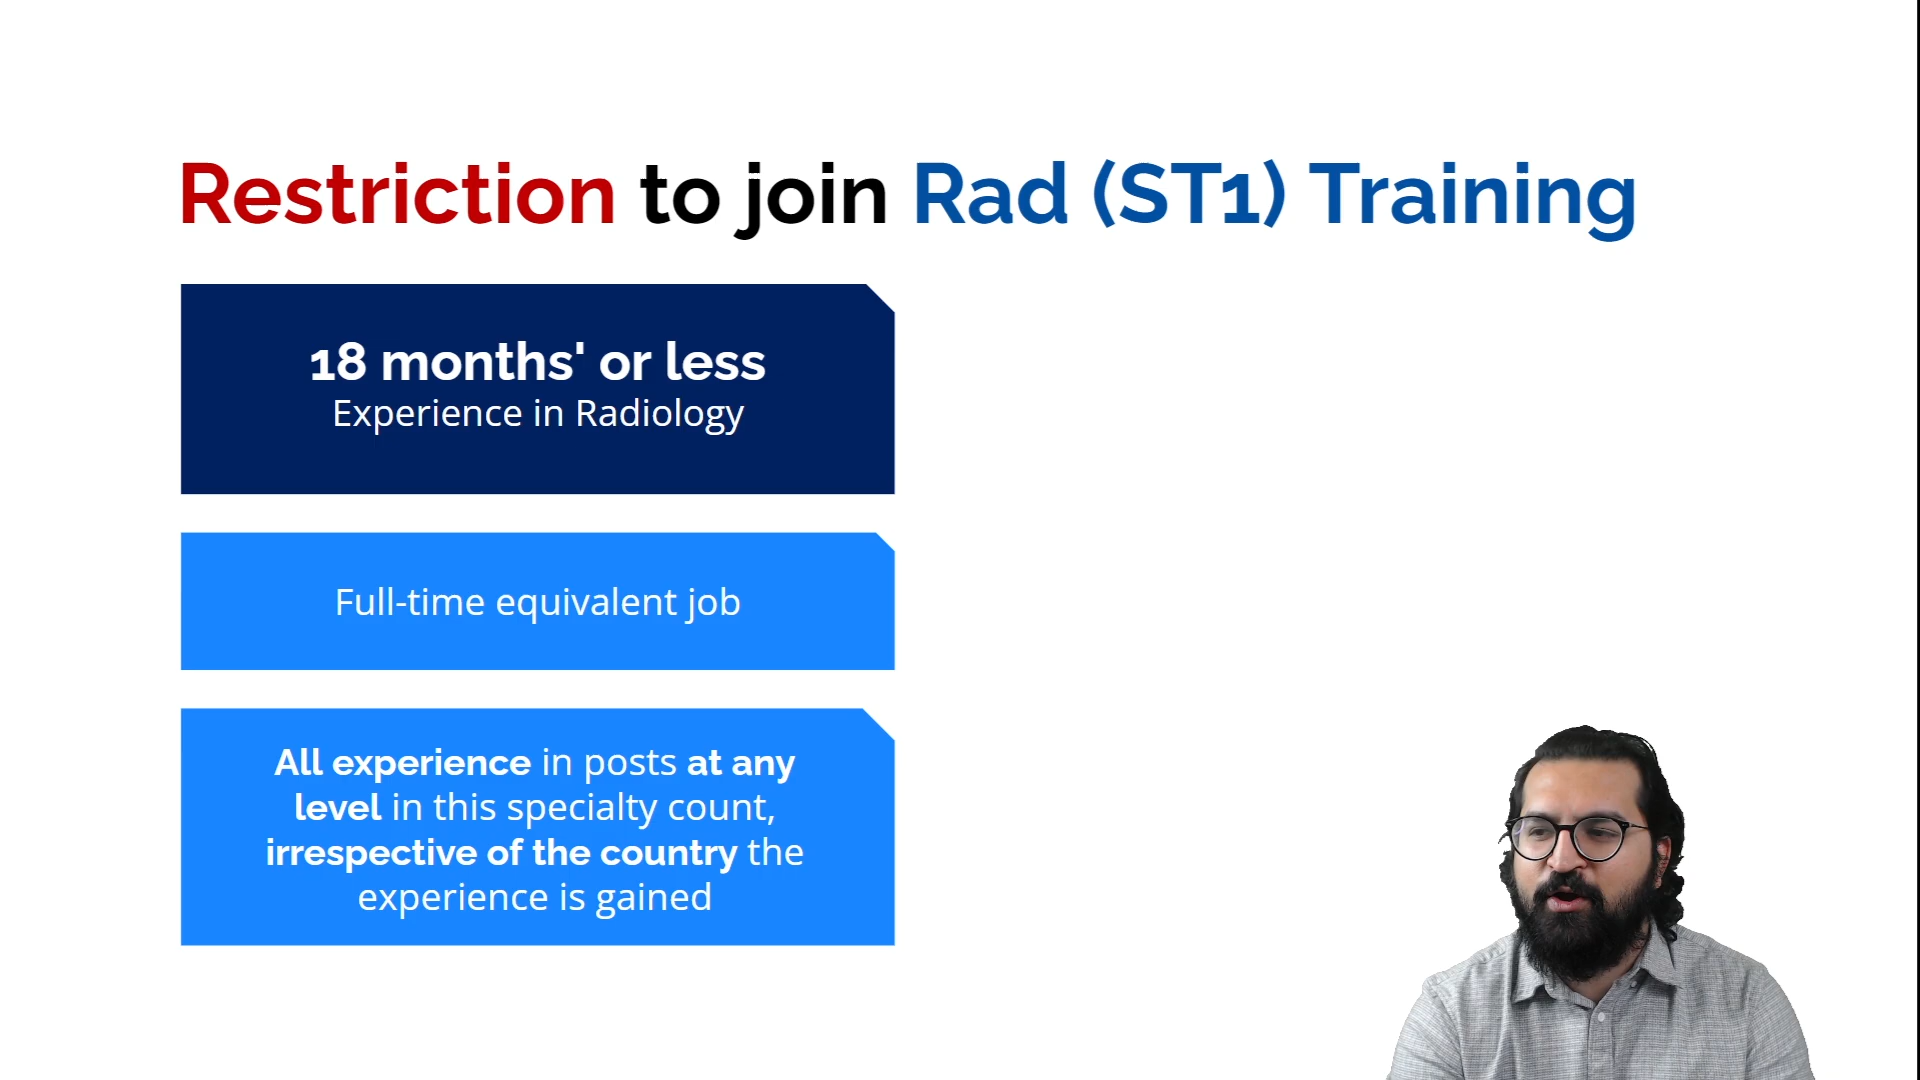 Restriction to join Rad (ST1) Training
18 months' or less
Experience in Radiology
Full-time equivalent job
All experience in posts at any
level in this specialty count,
irrespective of the country the
experience is gained